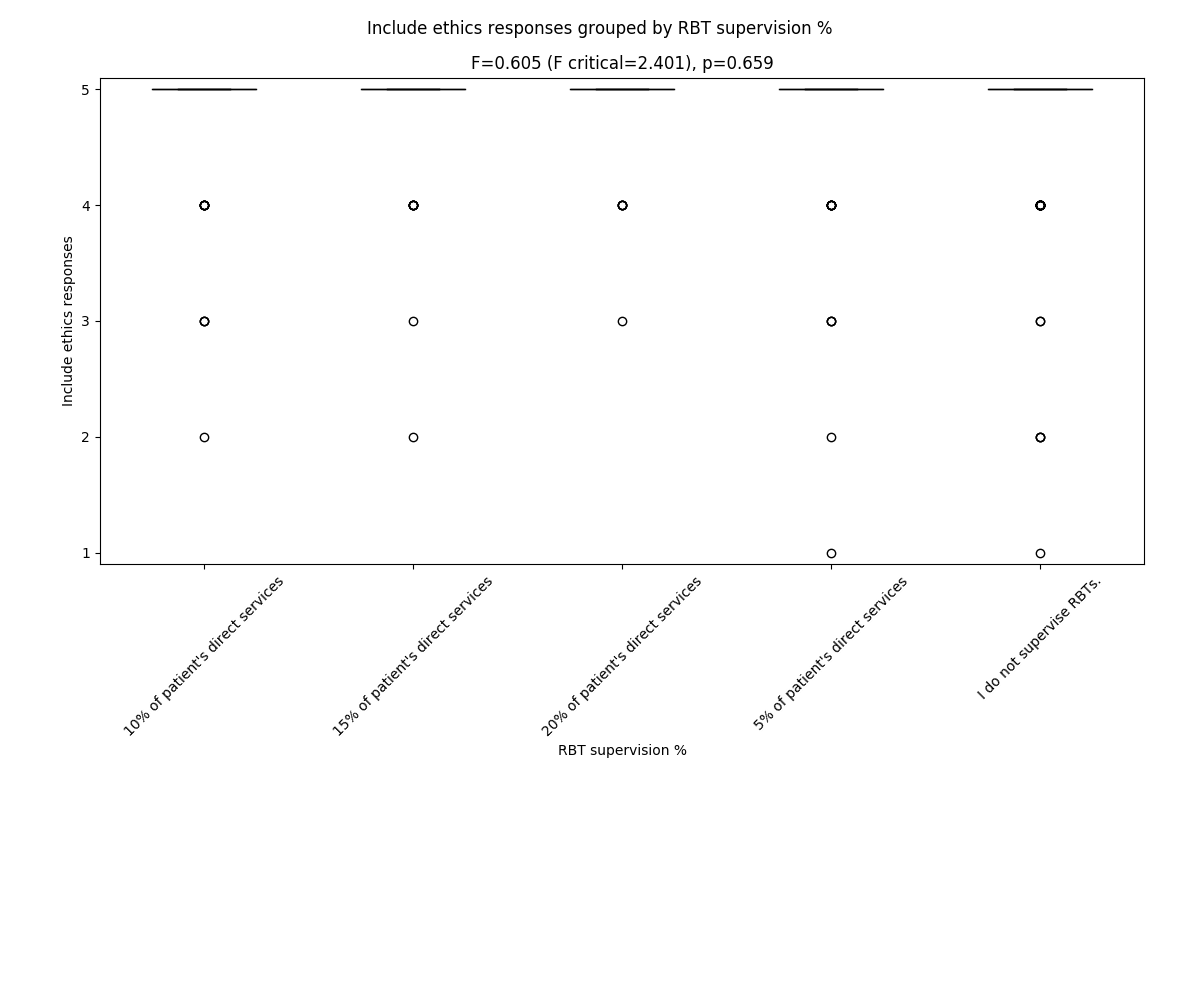 Include ethics responses grouped by RBT supervision %
F=0.605 (F critical=2.401), p=0.659
5
4
3
2
1
Include ethics responses
10% of patient's direct services
15% of patient's direct services
20% of patient's direct services
5% of patient's direct services
I do not supervise RBTs.
RBT supervision %